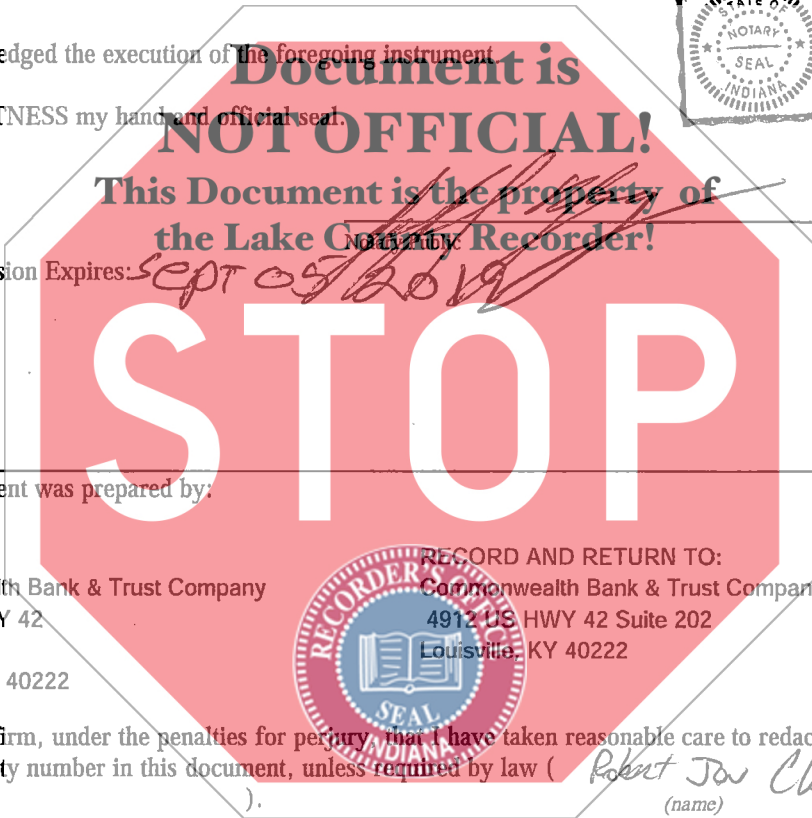 STATE OF
NOTARY
SEAL
INDIANA
edged the execution of the foregoing instrument.
Document is
TNESS my hand and official seal.
NOT OFFICIAL!
This Document is the property of
the Lake County Recorder!
Notary Public
sion Expires: Sept 05 2019
STOP
ent was prepared by:
RECORD AND RETURN TO:
th Bank & Trust Company
Commonwealth Bank & Trust Compan
Y 42
4912 US HWY 42 Suite 202
Louisville, KY 40222
40222
RECORDER'S OFFICE
SEAL
INDIANA
irm, under the penalties for perjury, that I have taken reasonable care to redac
ty number in this document, unless required by law ( Robert Jow
(name)
).